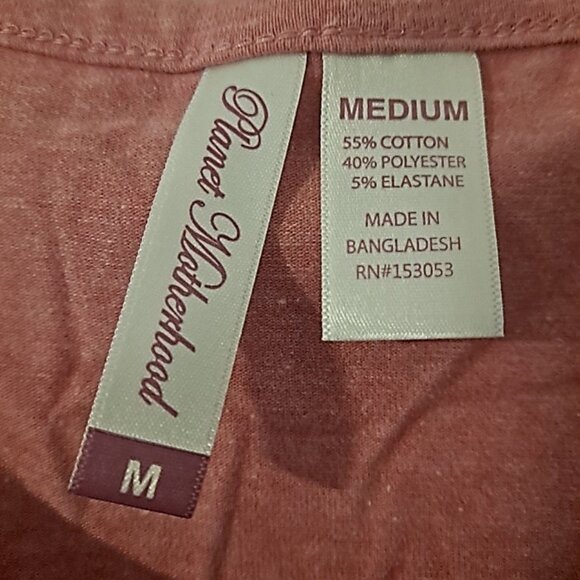 Planet Motherhood
M
MEDIUM
55% COTTON
40% POLYESTER
5% ELASTANE
MADE IN
BANGLADESH
RN#153053